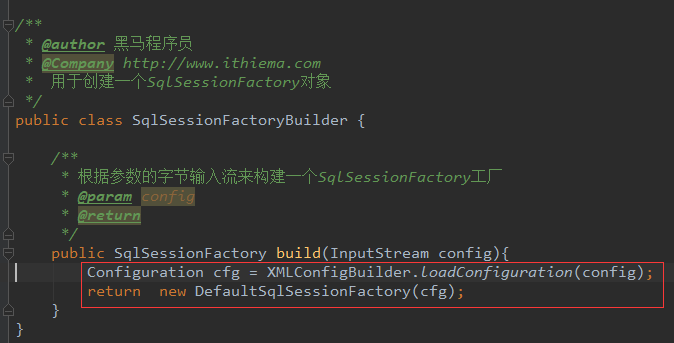 /**
 * @author 黑马程序员
 * @Company http://www.ithiema.com
 *  用于创建一个SqlSessionFactory对象
 */
public class SqlSessionFactoryBuilder {
    /**
     * 根据参数的字节输入流来构建一个SqlSessionFactory工厂
     * @param config
     * @return
     */
    public SqlSessionFactory build(InputStream config){
        Configuration cfg = XMLConfigBuilder.loadConfiguration(config);
        return  new DefaultSqlSessionFactory(cfg);
    }
}